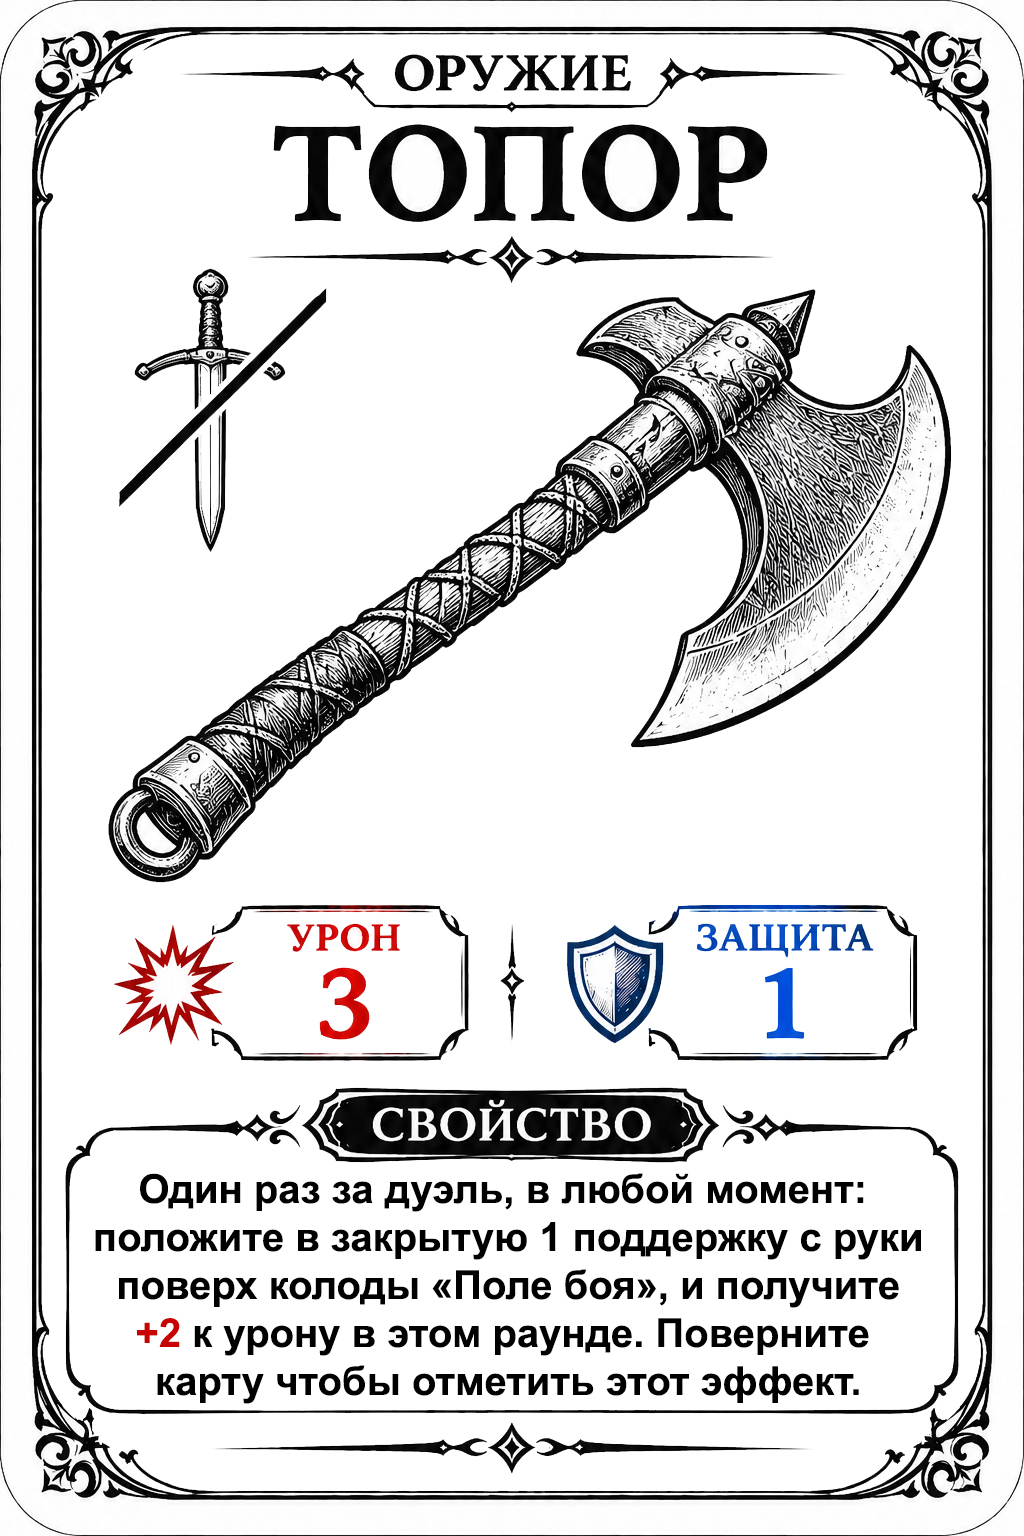 ОРУЖИЕ
ТОПОР
УРОН
3
ЗАЩИТА
1
СВОЙСТВО
Один раз за дуэль, в любой момент:
положите в закрытую 1 поддержку с руки
поверх колоды «Поле боя», и получите
+2 к урону в этом раунде. Поверните
карту чтобы отметить этот эффект.